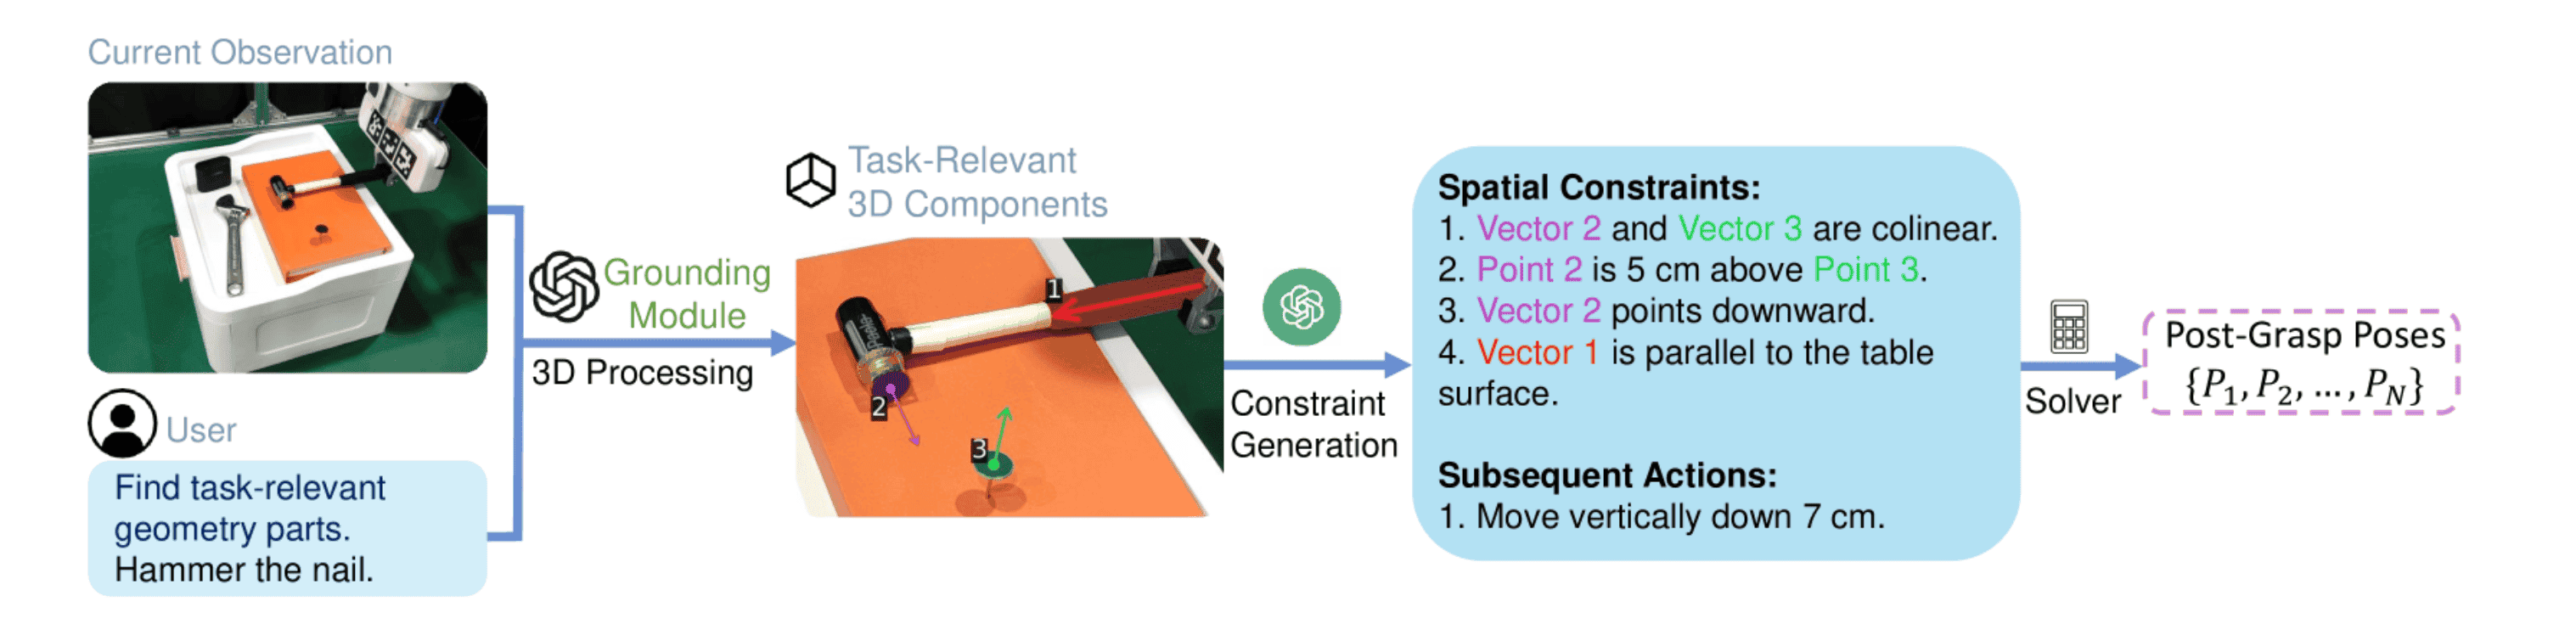 Current Observation
User
Find task-relevant
geometry parts.
Hammer the nail.
Grounding
Module
3D Processing
Task-Relevant
3D Components
1
2
3
Constraint
Generation
Spatial Constraints:
1. Vector 2 and Vector 3 are colinear.
2. Point 2 is 5 cm above Point 3.
3. Vector 2 points downward.
4. Vector 1 is parallel to the table
surface.
Subsequent Actions:
1. Move vertically down 7 cm.
Solver
Post-Grasp Poses
{P₁, P₂, ..., P_N}